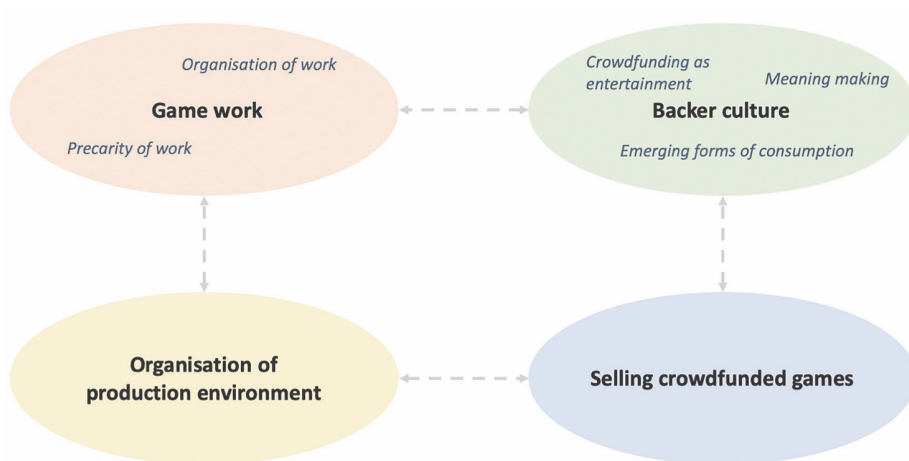 Organisation of work
Game work
Precarity of work
Crowdfunding as
entertainment
Meaning making
Backer culture
Emerging forms of consumption
Organisation of
production environment
Selling crowdfunded games